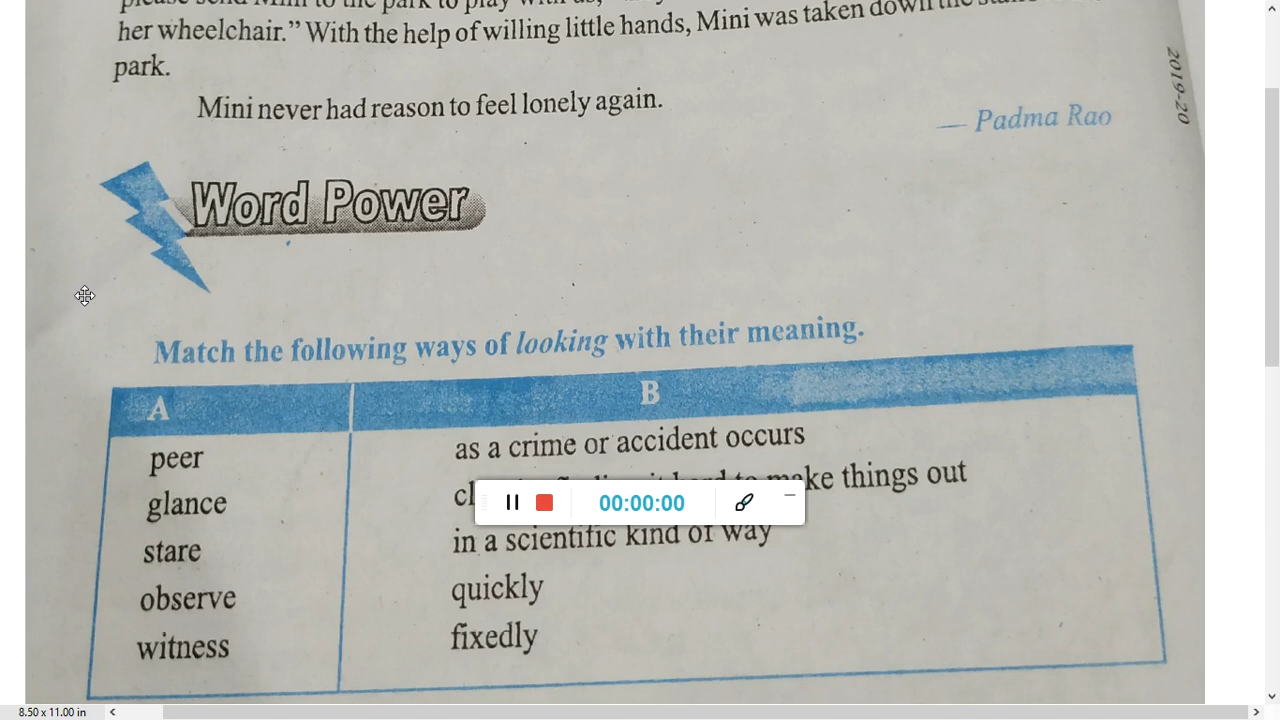 her wheelchair.” With the help of willing little hands, Mini was taken down the
park.
Mini never had reason to feel lonely again.
— Padma Rao
2019-20
Word Power
Match the following ways of looking with their meaning.
A B
peer as a crime or accident occurs
glance make things out
stare in a scientific kind of way
observe quickly
witness fixedly
00:00:00
8.50 x 11.00 in